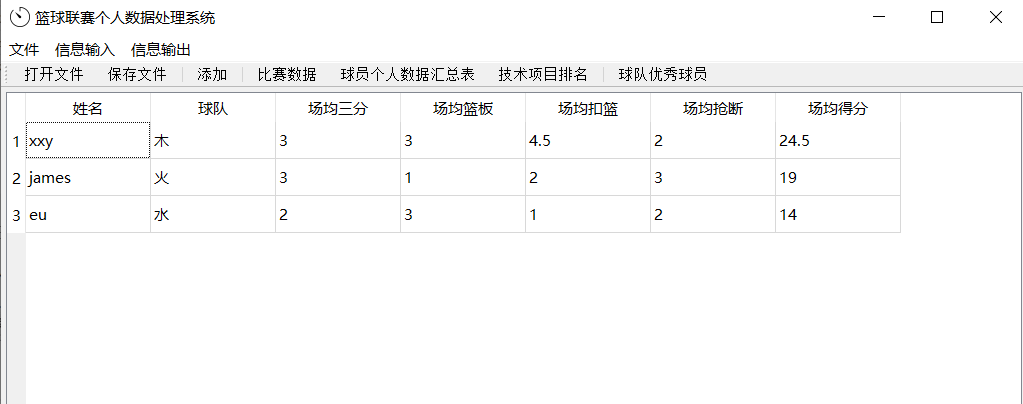 篮球联赛个人数据处理系统
文件 信息输入 信息输出
打开文件 保存文件 添加 比赛数据 球员个人数据汇总表 技术项目排名 球队优秀球员
姓名 球队 场均三分 场均篮板 场均扣篮 场均抢断 场均得分
1 xxy 木 3 3 4.5 2 24.5
2 james 火 3 1 2 3 19
3 eu 水 2 3 1 2 14